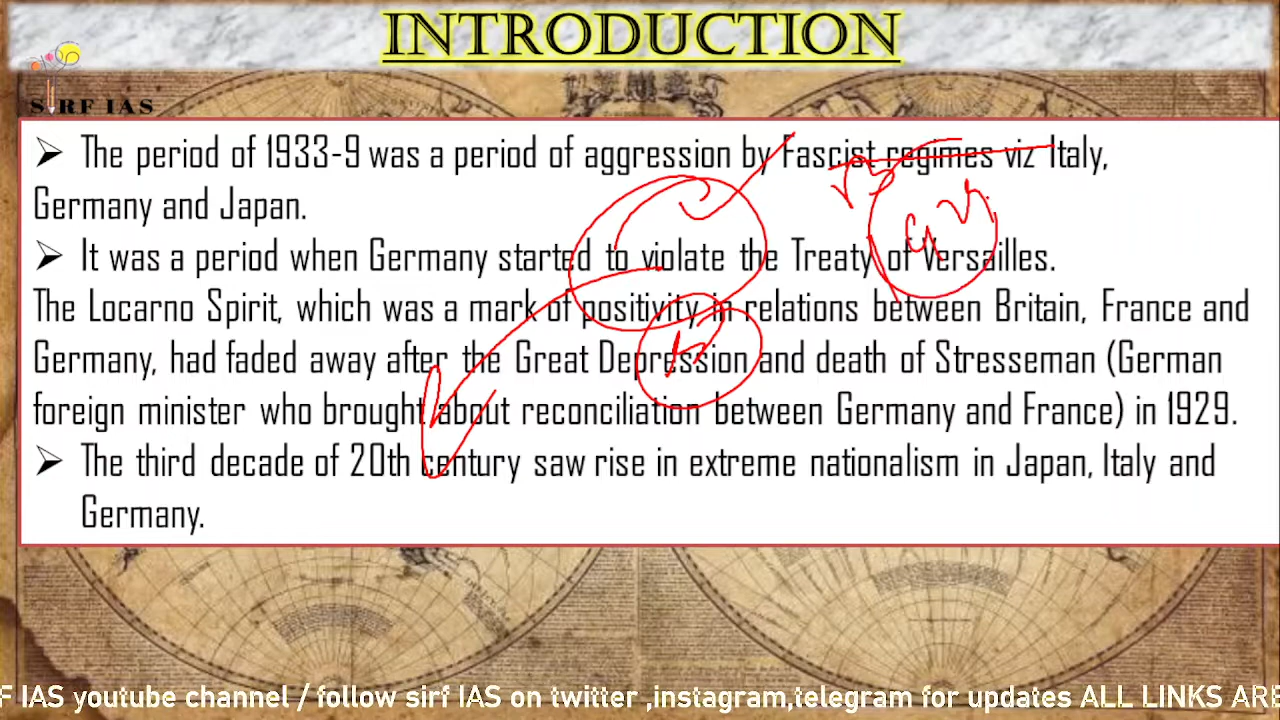 INTRODUCTION
SIRF IAS
➢ The period of 1933-9 was a period of aggression by Fascist regimes viz Italy,
Germany and Japan.
➢ It was a period when Germany started to violate the Treaty of Versailles.
The Locarno Spirit, which was a mark of positivity in relations between Britain, France and
Germany, had faded away after the Great Depression and death of Stresseman (German
foreign minister who brought about reconciliation between Germany and France) in 1929.
➢ The third decade of 20th century saw rise in extreme nationalism in Japan, Italy and
Germany.
F IAS youtube channel / follow sirf IAS on twitter ,instagram,telegram for updates ALL LINKS ARE